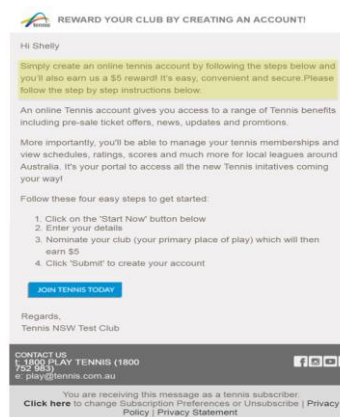 REWARD YOUR CLUB BY CREATING AN ACCOUNT!
Hi Shelly
Simply create an online tennis account by following the steps below and
you'll also earn us a $5 reward! It's easy, convenient and secure.Please
follow the step by step instructions below.
An online Tennis account gives you access to a range of Tennis benefits
including pre-sale ticket offers, news, updates and promtions.
More importantly, you'll be able to manage your tennis memberships and
view schedules, ratings, scores and much more for local leagues around
Australia. It's your portal to access all the new Tennis initatives coming
your way!
Follow these four easy steps to get started:
1. Click on the 'Start Now' button below
2. Enter your details
3. Nominate your club (your primary place of play) which will then
earn $5
4. Click 'Submit' to create your account
JOIN TENNIS TODAY
Regards,
Tennis NSW Test Club
CONTACT US
t: 1800 PLAY TENNIS (1800
752 983)
e: play@tennis.com.au
You are receiving this message as a tennis subscriber.
Click here to change Subscription Preferences or Unsubscribe | Privacy
Policy | Privacy Statement